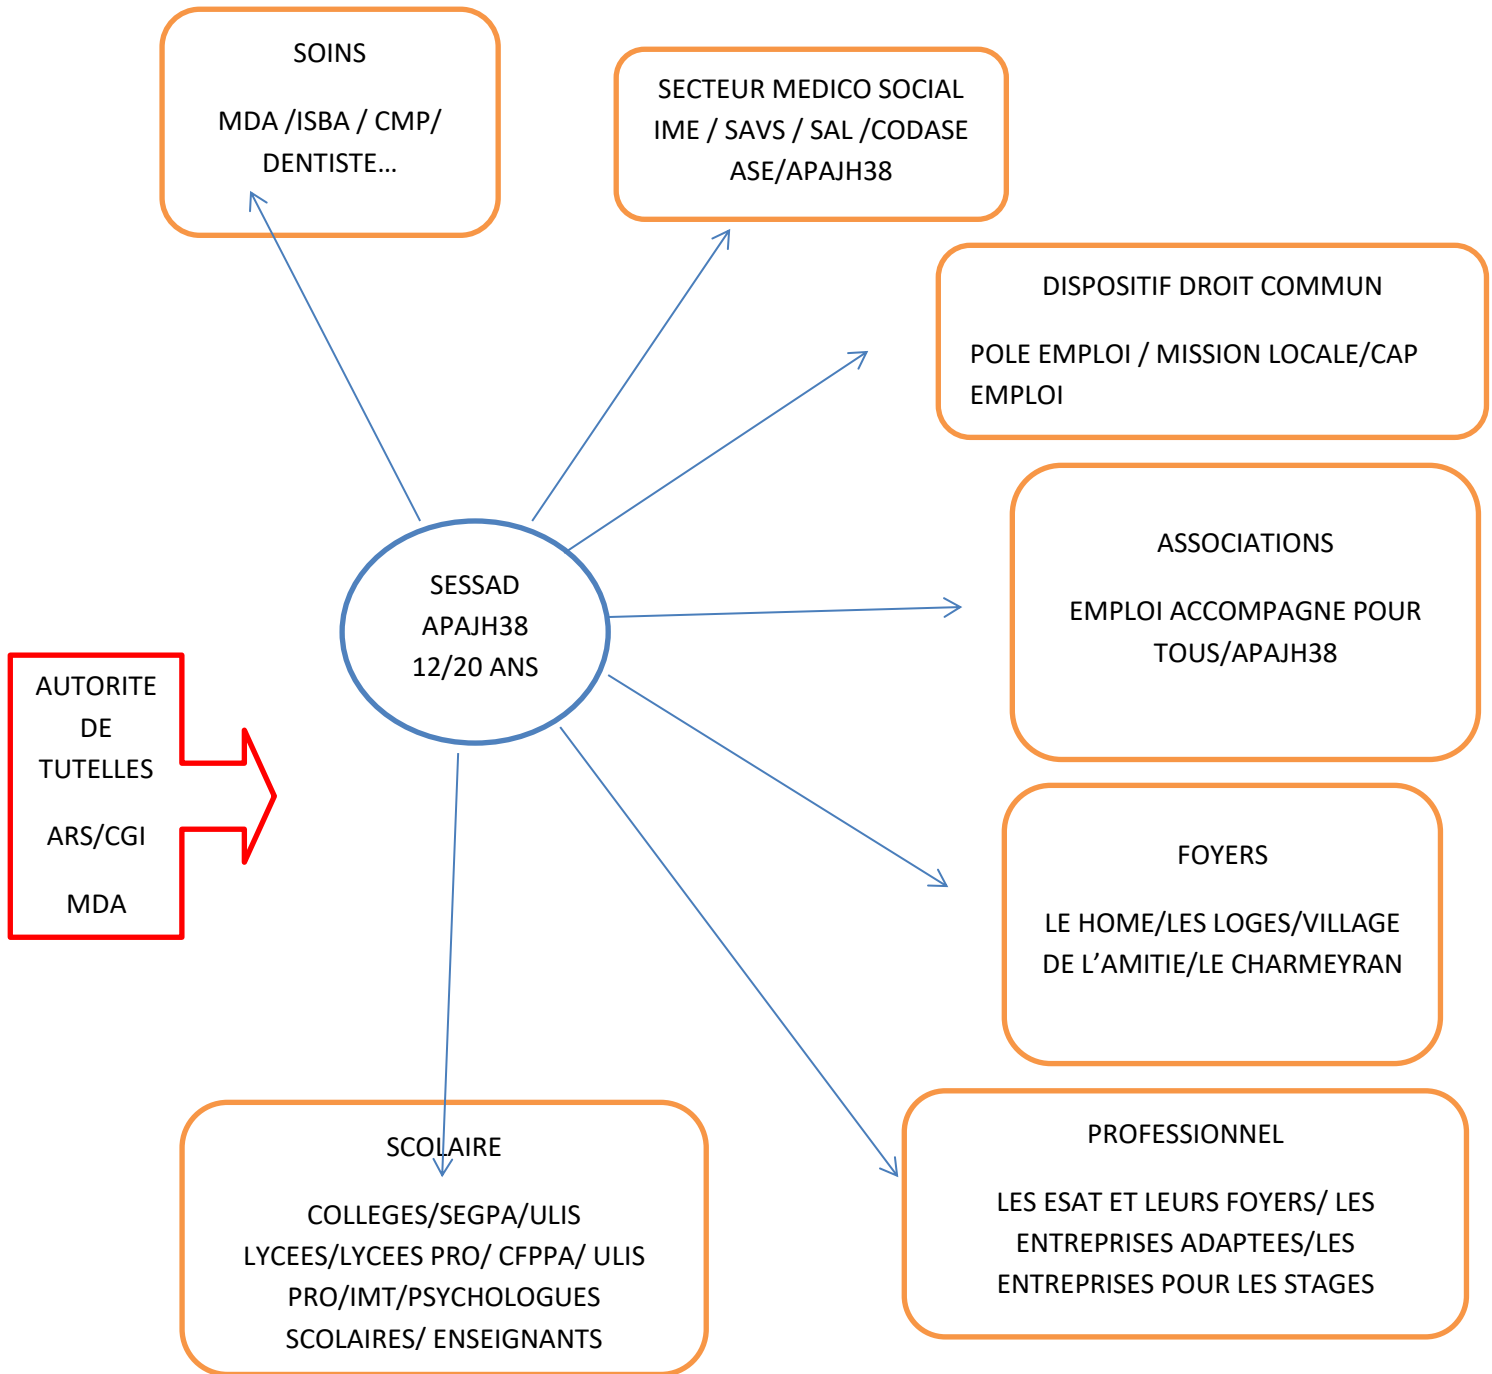 SOINS
MDA /ISBA / CMP/
DENTISTE…
SECTEUR MEDICO SOCIAL
IME / SAVS / SAL /CODASE
ASE/APAJH38
DISPOSITIF DROIT COMMUN
POLE EMPLOI / MISSION LOCALE/CAP
EMPLOI
ASSOCIATIONS
EMPLOI ACCOMPAGNE POUR
TOUS/APAJH38
SESSAD
APAJH38
12/20 ANS
AUTORITE
DE
TUTELLES
ARS/CGI
MDA
FOYERS
LE HOME/LES LOGES/VILLAGE
DE L’AMITIE/LE CHARMEYRAN
SCOLAIRE
COLLEGES/SEGPA/ULIS
LYCEES/LYCEES PRO/ CFPPA/ ULIS
PRO/IMT/PSYCHOLOGUES
SCOLAIRES/ ENSEIGNANTS
PROFESSIONNEL
LES ESAT ET LEURS FOYERS/ LES
ENTREPRISES ADAPTEES/LES
ENTREPRISES POUR LES STAGES